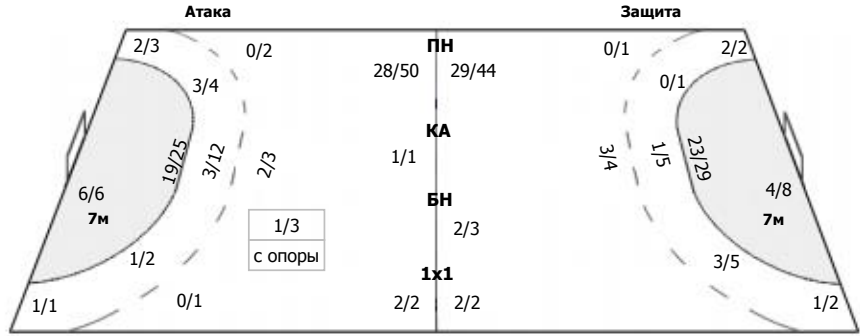 Атака Защита
2/3 0/2 ПН 0/1 2/2
28/50 29/44
3/4 0/1
КА
19/25 3/12 2/3 1/1 3/4 1/5 23/29
6/6 БН 4/8
7м 7м
1/3 2/3
с опоры
1/2 3/5
1x1
1/1 0/1 2/2 2/2 1/2